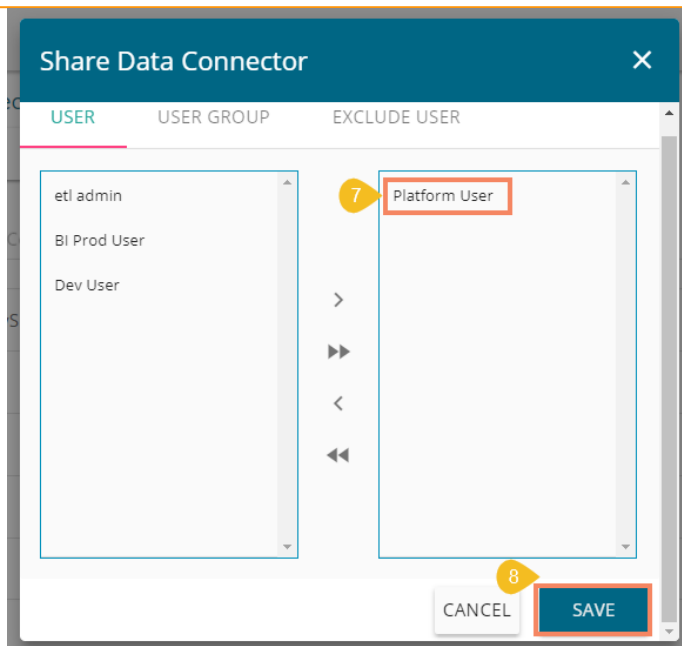 Share Data Connector
USER USER GROUP EXCLUDE USER
etl admin
BI Prod User
Dev User
7 Platform User
8
CANCEL SAVE